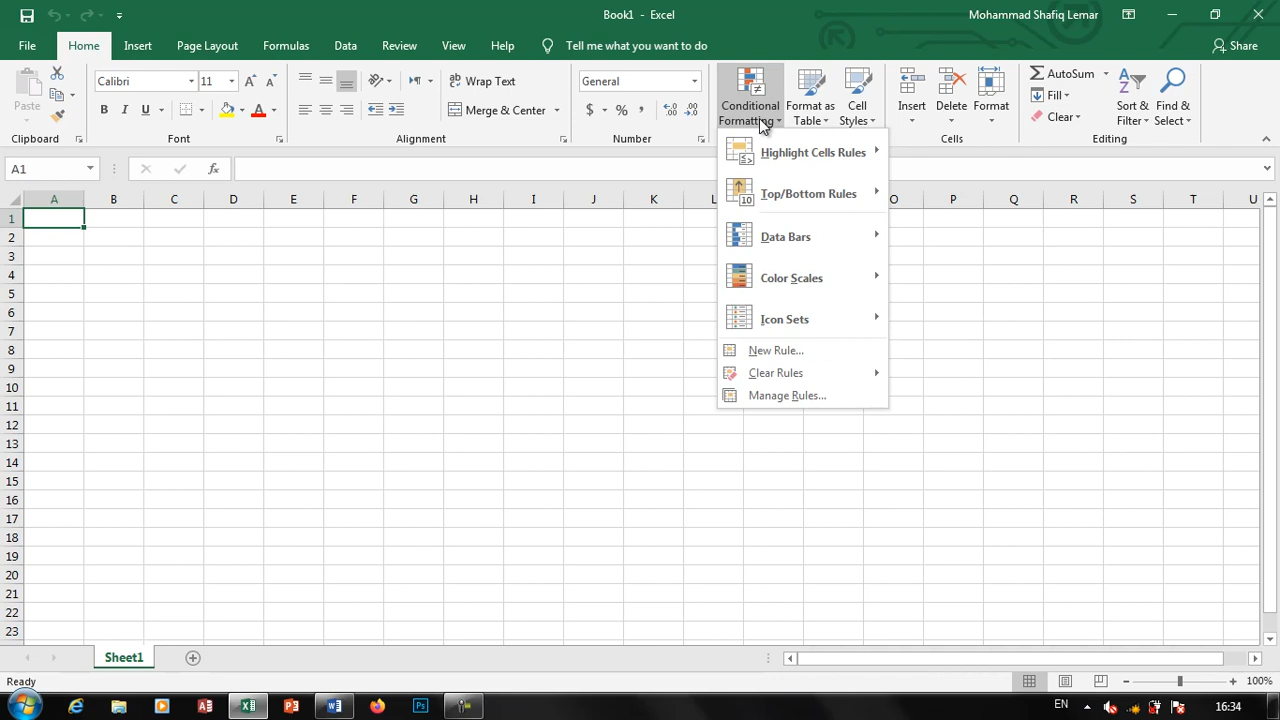 Book1 - Excel
Mohammad Shafiq Lemar
File Home Insert Page Layout Formulas Data Review View Help Tell me what you want to do Share
Paste
Clipboard
Calibri 11
B I U A
Font
Wrap Text
Merge & Center
Alignment
General
$ % ,
Number
Conditional Formatting
Format as Table
Cell Styles
Insert
Delete
Format
Cells
AutoSum
Fill
Clear
Sort & Filter
Find & Select
Editing
A1 fx
Highlight Cells Rules
Top/Bottom Rules
Data Bars
Color Scales
Icon Sets
New Rule...
Clear Rules
Manage Rules...
A B C D E F G H I J K L O P Q R S T U
1
2
3
4
5
6
7
8
9
10
11
12
13
14
15
16
17
18
19
20
21
22
23
Sheet1
Ready 100%
EN 16:34